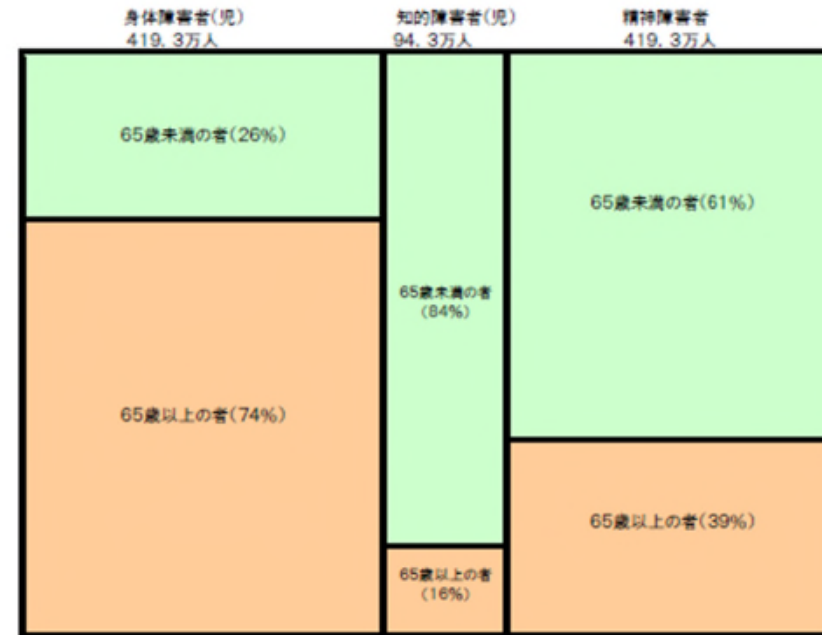 身体障害者(児)
419.3万人
知的障害者(児)
94.3万人
精神障害者
419.3万人
65歳未満の者(26%)
65歳以上の者(74%)
65歳未満の者
(84%)
65歳以上の者
(16%)
65歳未満の者(61%)
65歳以上の者(39%)